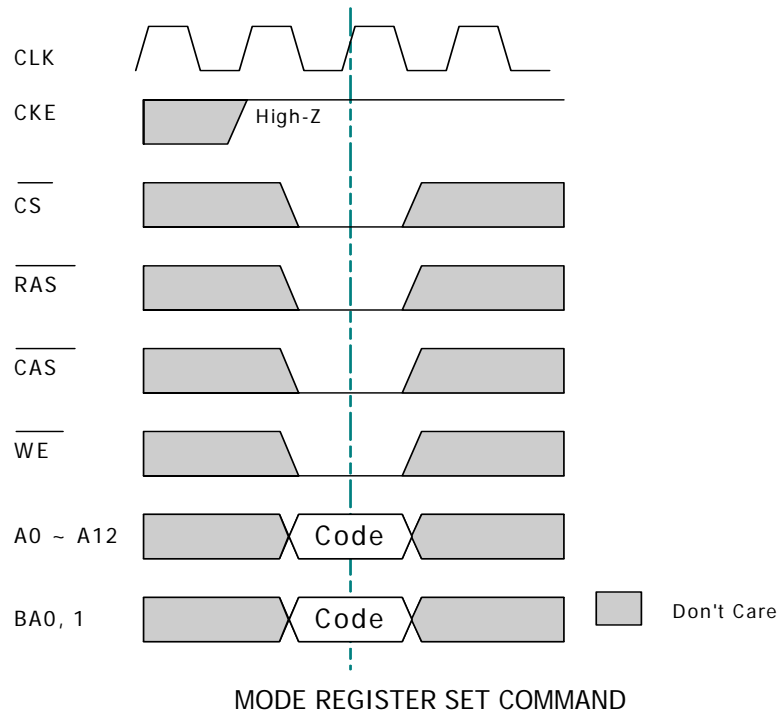 CLK
CKE
High-Z
CS
RAS
CAS
WE
A0 ~ A12
Code
BA0, 1
Code
Don't Care
MODE REGISTER SET COMMAND